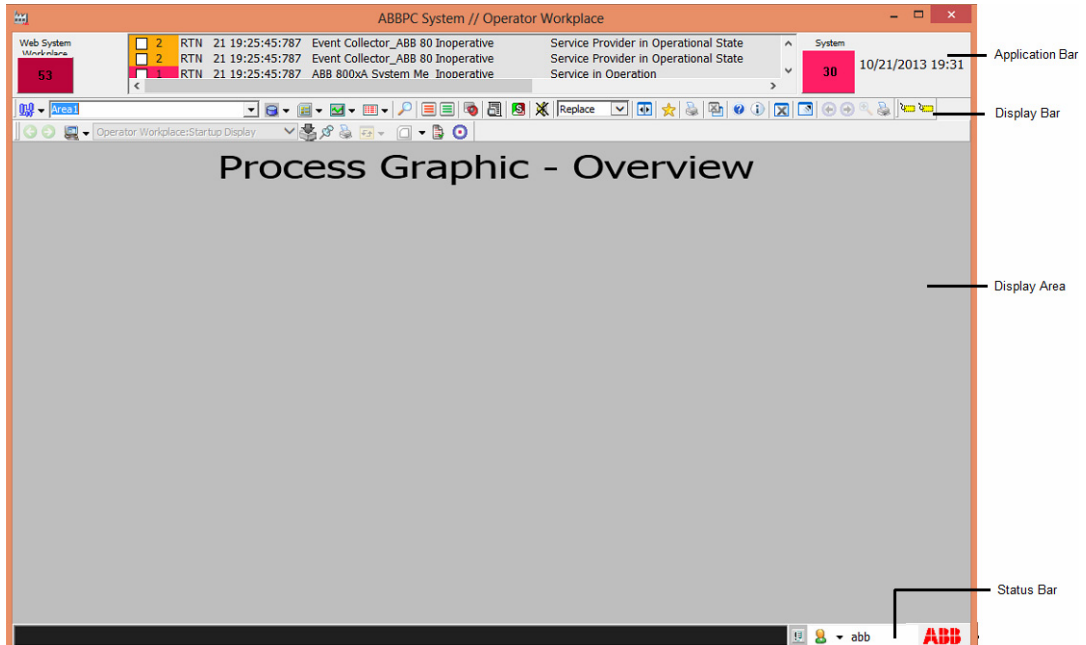 ABBPC System // Operator Workplace
Web System
Workplace
53
2 RTN 21 19:25:45:787 Event Collector_ABB 80 Inoperative Service Provider in Operational State
2 RTN 21 19:25:45:787 Event Collector_ABB 80 Inoperative Service Provider in Operational State
1 RTN 21 19:25:45:787 ABB 800xA System Me Inoperative Service in Operation
System
30
10/21/2013 19:31
Application Bar
Area1
Replace
Display Bar
Operator Workplace:Startup Display
Process Graphic - Overview
Display Area
Status Bar
abb
ABB